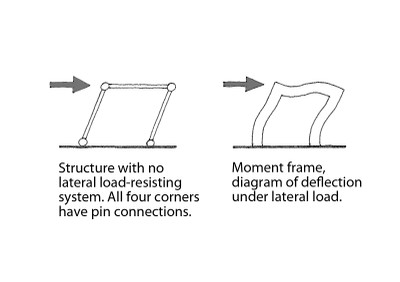 Structure with no
lateral load-resisting
system. All four corners
have pin connections.
Moment frame,
diagram of deflection
under lateral load.